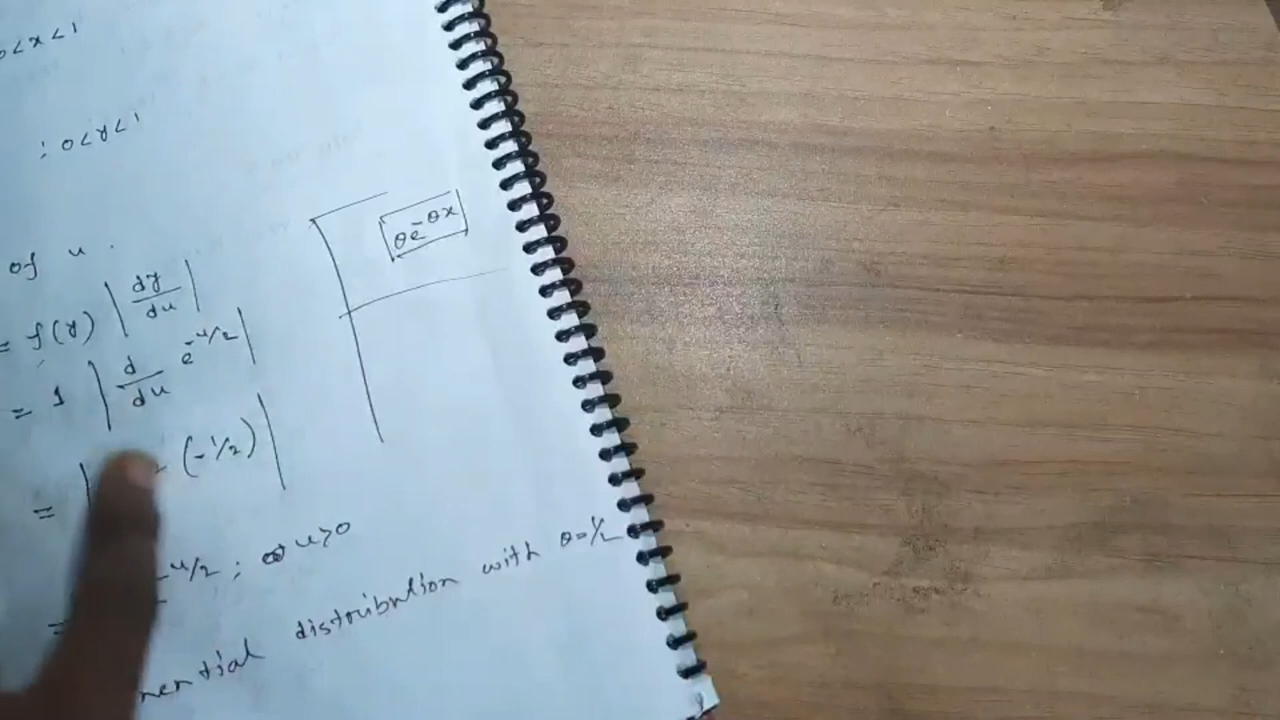 0<x<1
; 0<y<1
of u.
= f(y) |dy/du|
θe^-θx
= 1 |d/du e^-u/2|
= | (-1/2)|
= -u/2 ; u>0
nential distribution with θ=1/2